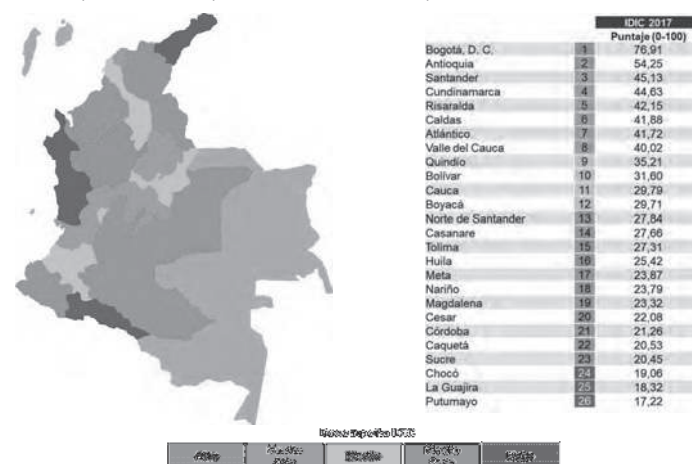 IDIC 2017
Puntaje (0-100)
Bogotá, D. C. 1 76,91
Antioquia 2 54,25
Santander 3 45,13
Cundinamarca 4 44,63
Risaralda 5 42,15
Caldas 6 41,88
Atlántico 7 41,72
Valle del Cauca 8 40,02
Quindío 9 35,21
Bolívar 10 31,60
Cauca 11 29,79
Boyacá 12 29,71
Norte de Santander 13 27,84
Casanare 14 27,66
Tolima 15 27,31
Huila 16 25,42
Meta 17 23,87
Nariño 18 23,79
Magdalena 19 23,32
Cesar 20 22,08
Córdoba 21 21,26
Caquetá 22 20,53
Sucre 23 20,45
Chocó 24 19,06
La Guajira 25 18,32
Putumayo 26 17,22